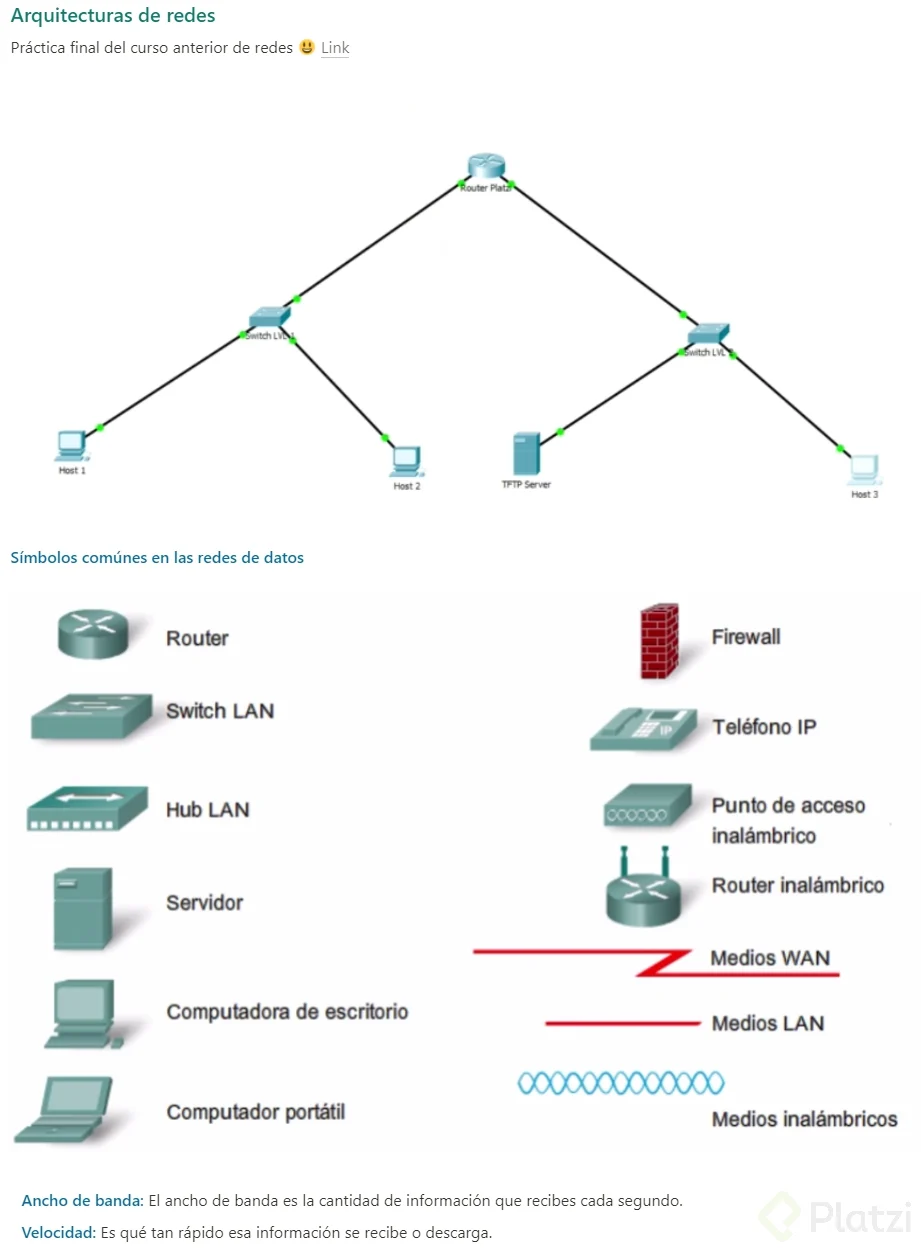 Arquitecturas de redes
Práctica final del curso anterior de redes 😃 Link
Router Platzi
Switch LVL 1
Switch LVL
Host 1
Host 2
TFTP Server
Host 3
Símbolos comúnes en las redes de datos
Router
Firewall
Switch LAN
Teléfono IP
IP
Hub LAN
Punto de acceso
inalámbrico
Servidor
Router inalámbrico
Medios WAN
Computadora de escritorio
Medios LAN
Computador portátil
Medios inalámbricos
Ancho de banda: El ancho de banda es la cantidad de información que recibes cada segundo.
Velocidad: Es qué tan rápido esa información se recibe o descarga.
Platzi